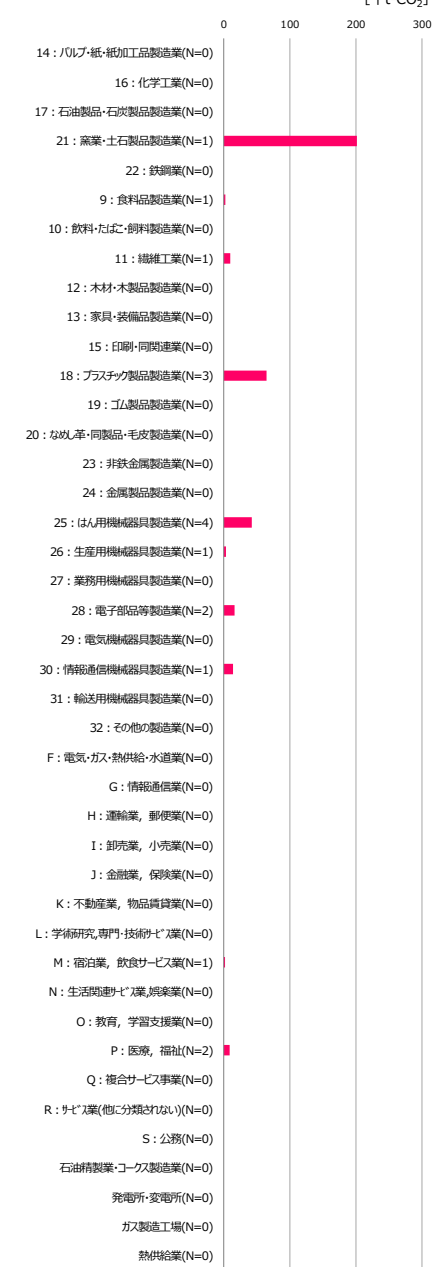 0 100 200 300
14：パルプ・紙・紙加工品製造業(N=0)
16：化学工業(N=0)
17：石油製品・石炭製品製造業(N=0)
21：窯業・土石製品製造業(N=1)
22：鉄鋼業(N=0)
9：食料品製造業(N=1)
10：飲料・たばこ・飼料製造業(N=0)
11：繊維工業(N=1)
12：木材・木製品製造業(N=0)
13：家具・装備品製造業(N=0)
15：印刷・同関連業(N=0)
18：プラスチック製品製造業(N=3)
19：ゴム製品製造業(N=0)
20：なめし革・同製品・毛皮製造業(N=0)
23：非鉄金属製造業(N=0)
24：金属製品製造業(N=0)
25：はん用機械器具製造業(N=4)
26：生産用機械器具製造業(N=1)
27：業務用機械器具製造業(N=0)
28：電子部品等製造業(N=2)
29：電気機械器具製造業(N=0)
30：情報通信機械器具製造業(N=1)
31：輸送用機械器具製造業(N=0)
32：その他の製造業(N=0)
F：電気・ガス・熱供給・水道業(N=0)
G：情報通信業(N=0)
H：運輸業，郵便業(N=0)
I：卸売業，小売業(N=0)
J：金融業，保険業(N=0)
K：不動産業，物品賃貸業(N=0)
L：学術研究,専門・技術サービス業(N=0)
M：宿泊業，飲食サービス業(N=1)
N：生活関連サービス業,娯楽業(N=0)
O：教育，学習支援業(N=0)
P：医療，福祉(N=2)
Q：複合サービス事業(N=0)
R：サービス業(他に分類されない)(N=0)
S：公務(N=0)
石油精製業・コークス製造業(N=0)
発電所・変電所(N=0)
ガス製造工場(N=0)
熱供給業(N=0)